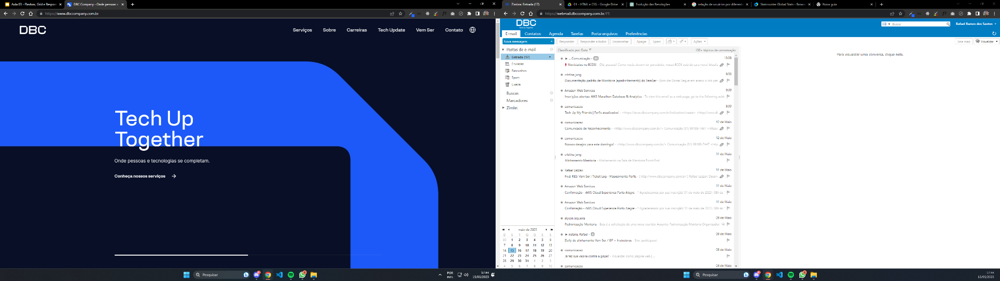 Aula 03 - Flexbox, Grid e Respon
DBC Company - Onde pessoas e
https://www.dbccompany.com.br
DBC
Serviços
Sobre
Carreiras
Tech Update
Vem Ser
Contato
Tech Up
Together
Onde pessoas e tecnologias se completam.
Conheça nossos serviços
Pesquisar
POR
INTL
17:44
15/05/2023
Zimbra: Entrada (17)
01 - HTML e CSS - Google Drive
Evolução das Resoluções
relação de usuários por diferente
Statcounter Global Stats - Brows
Nova guia
https://webmail.dbccompany.com.br/#3
DBC
Tech Up Together
Buscar
Rafael Ramos dos Santos
E-mail
Contatos
Agenda
Tarefas
Porta-arquivos
Preferências
Nova mensagem
Responder
Responder a todos
Encaminhar
Apagar
Spam
Ações
Leia mais
Visualizar
Pastas de e-mail
Entrada (17)
Enviadas
Rascunhos
Spam
Lixeira
Buscas
Marcadores
Zimlet
maio de 2023
D S T Q Q S S
30 1 2 3 4 5 6
7 8 9 10 11 12 13
14 15 16 17 18 19 20
21 22 23 24 25 26 27
28 29 30 31 1 2 3
4 5 6 7 8 9 10
Classificado por: Data
100+ tópicos de conversação
... Comunicação - 46
13:08
Novidades no ECOS! - Olá, pessoal! Como vocês devem ter percebido, nosso ECOS está de cara nova! Atualiz
cristina jung
9:50
Documentação padrão de Monitoria (apadrinhamento) do VemSer - Bom dia Donas Segue em anexo o link par
Amazon Web Services
9:39
Inscrições abertas: AWS Marathon Database & Analytics - To view this email as a web page, go to the following addr
comunicacao
8:30
Tech Up My Friends | Perfis atualizados! - <https://ecos.dbccompany.com.br/indication/create> <http://www.db
comunicacao
12 de Maio
Comunicado de Reconhecimento - <http://www.dbccompany.com.br/> Comunicação (51) 99188-7447 <https
comunicacao
12 de Maio
Nossos desejos para este domingo! - <http://www.dbccompany.com.br/> Comunicação (51) 99188-7447 <http
cristina jung
11 de Maio
Alinhamento Mentoria - Alinhamento na Sala de Mentoria Front-End
Rafael Lazzari
11 de Maio
Fwd: RES: Vem Ser | Ticket Log - Mapeamento Perfis - [ http://www.dbccompany.com.br/ ] Rafael Lazzari Desem
Amazon Web Services
11 de Maio
Confirmação - AWS Cloud Experience Porto Alegre - * Agradecemos por sua inscrição! 31 de maio de 2023 | 08h às
Amazon Web Services
11 de Maio
Confirmação - AWS Cloud Experience Porto Alegre - * Agradecemos por sua inscrição! 31 de maio de 2023 | 08h às
alyson siqueira
09 de Maio
Padronização Mentoria - Esta é a solicitação de uma nova reunião: Assunto: Padronização Mentoria Organizador:
natalia, Rafael - 4
08 de Maio
Daily de alinhamento Vem Ser / GP + Instrutores - Sim, participarei.
comunicacao
08 de Maio
Já fez sua vacina contra a gripe? - Visualizar como página web ( ...
comunicacao
04 de Maio
Para visualizar uma conversa, clique nela.
Pesquisar
17:44
15/05/2023